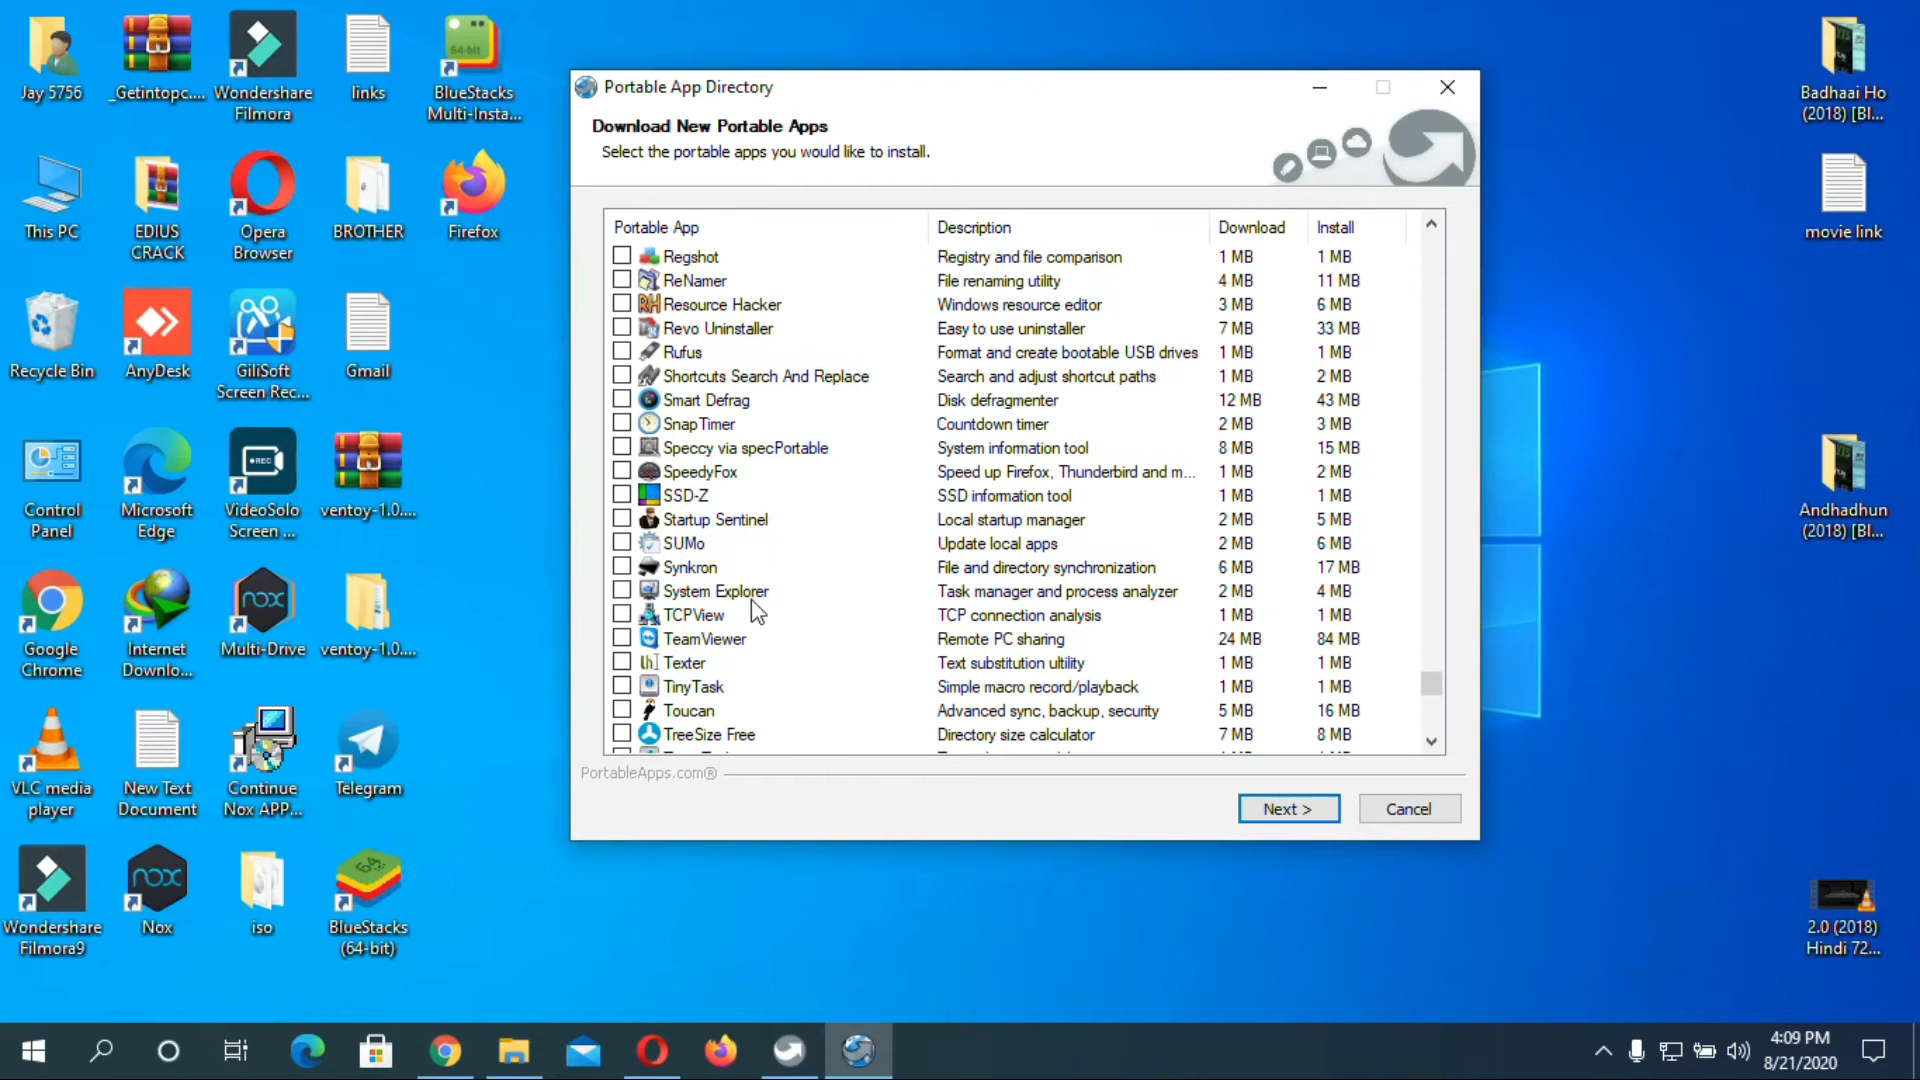 Jay 5756
_Getintopc....
Wondershare
Filmora
links
BlueStacks
Multi-Insta...
64-bit
This PC
EDIUS
CRACK
Opera
Browser
BROTHER
Firefox
Recycle Bin
AnyDesk
GiliSoft
Screen Rec...
Gmail
Control
Panel
Microsoft
Edge
REC
VideoSolo
Screen ...
ventoy-1.0....
Google
Chrome
Internet
Downlo...
nox
Multi-Drive
ventoy-1.0....
VLC media
player
New Text
Document
Continue
Nox APP...
Telegram
Wondershare
Filmora9
nox
Nox
iso
64
BlueStacks
(64-bit)
Portable App Directory
Download New Portable Apps
Select the portable apps you would like to install.
Portable App Description Download Install
Regshot Registry and file comparison 1 MB 1 MB
ReNamer File renaming utility 4 MB 11 MB
RH Resource Hacker Windows resource editor 3 MB 6 MB
Revo Uninstaller Easy to use uninstaller 7 MB 33 MB
Rufus Format and create bootable USB drives 1 MB 1 MB
Shortcuts Search And Replace Search and adjust shortcut paths 1 MB 2 MB
Smart Defrag Disk defragmenter 12 MB 43 MB
SnapTimer Countdown timer 2 MB 3 MB
Speccy via specPortable System information tool 8 MB 15 MB
SpeedyFox Speed up Firefox, Thunderbird and m... 1 MB 2 MB
SSD-Z SSD information tool 1 MB 1 MB
Startup Sentinel Local startup manager 2 MB 5 MB
SUMo Update local apps 2 MB 6 MB
Synkron File and directory synchronization 6 MB 17 MB
System Explorer Task manager and process analyzer 2 MB 4 MB
TCPView TCP connection analysis 1 MB 1 MB
TeamViewer Remote PC sharing 24 MB 84 MB
lh Texter Text substitution ultility 1 MB 1 MB
TinyTask Simple macro record/playback 1 MB 1 MB
Toucan Advanced sync, backup, security 5 MB 16 MB
TreeSize Free Directory size calculator 7 MB 8 MB
PortableApps.com®
Next >
Cancel
Badhaai Ho
(2018) [Bl...
movie link
Andhadhun
(2018) [Bl...
2.0 (2018)
Hindi 72...
4:09 PM
8/21/2020